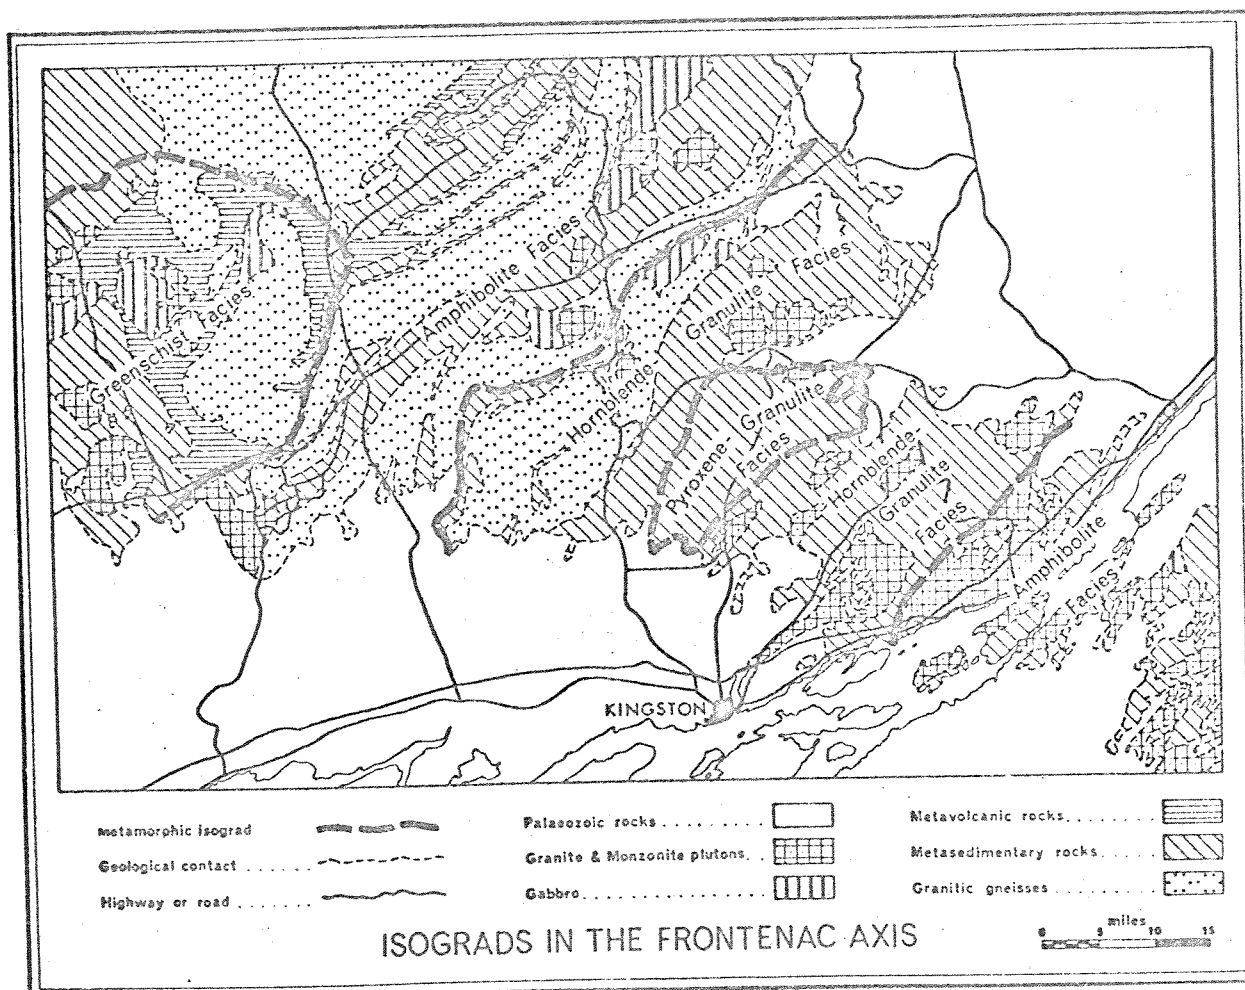 Greenschist Facies
Amphibolite Facies
Hornblende Granulite Facies
Pyroxene Granulite
Facies
Hornblende
Granulite
Facies
Amphibolite
Facies
KINGSTON
Metamorphic isograd
Geological contact .......
Highway or road ........
Palaeozoic rocks ..........
Granite & Monzonite plutons..
Gabbro ..............
Metavolcanic rocks ........
Metasedimentary rocks .....
Granitic gneisses .........
miles
0 5 10 15
ISOGRADS IN THE FRONTENAC AXIS